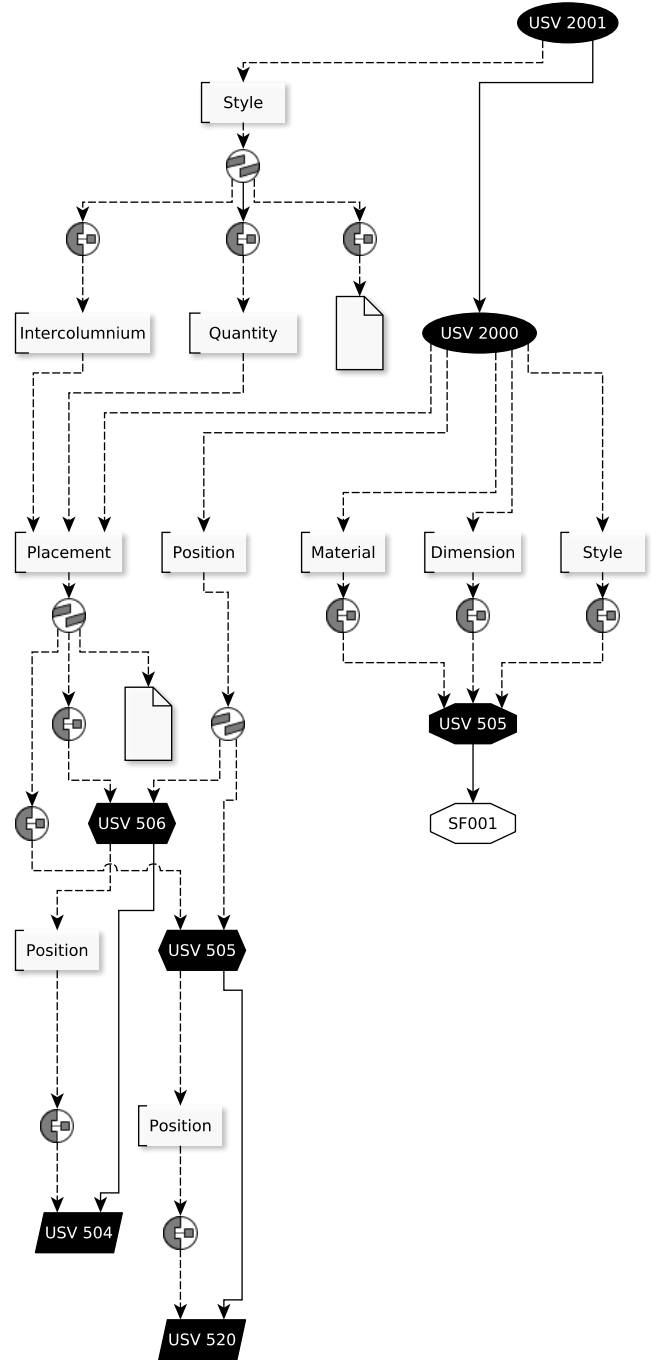 USV 2001
Style
Intercolumnium
Quantity
USV 2000
Placement
Position
Material
Dimension
Style
USV 505
USV 506
SF001
Position
USV 505
Position
USV 504
USV 520